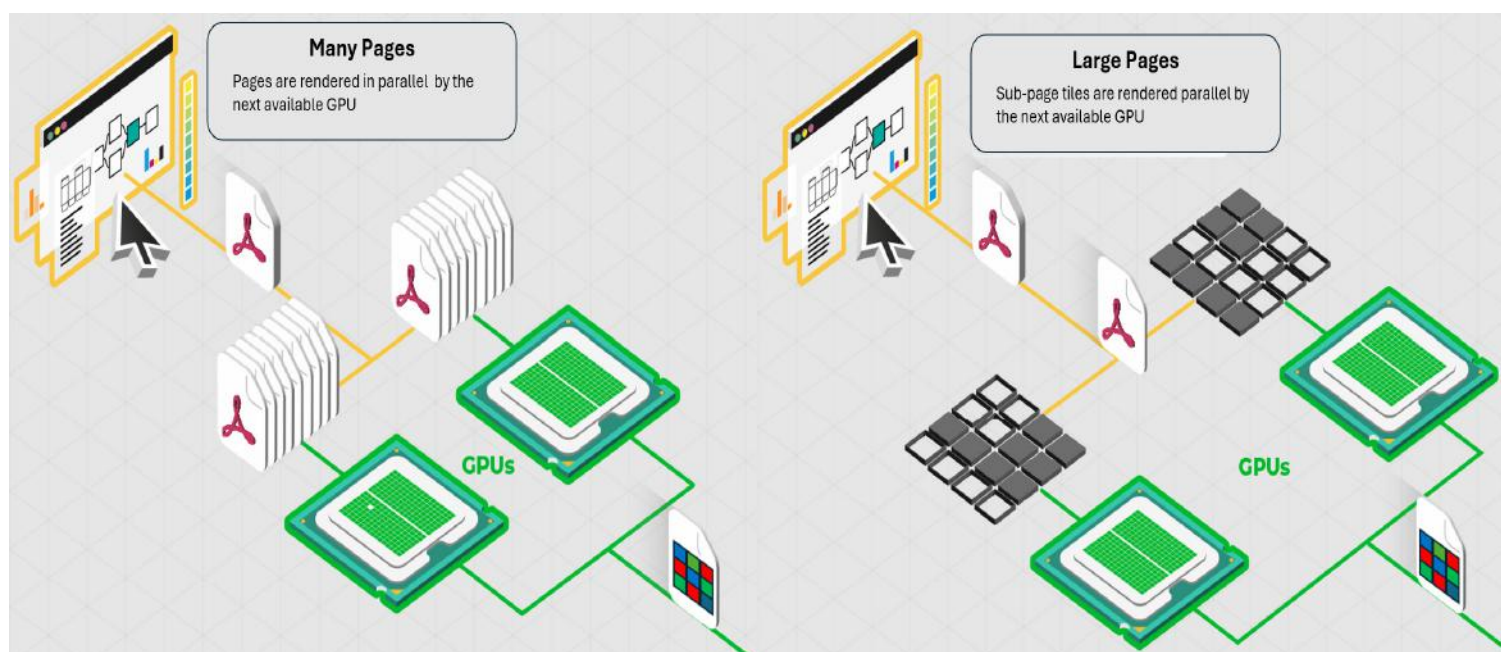 Many Pages
Pages are rendered in parallel by the
next available GPU
GPUs
Large Pages
Sub-page tiles are rendered parallel by
the next available GPU
GPUs